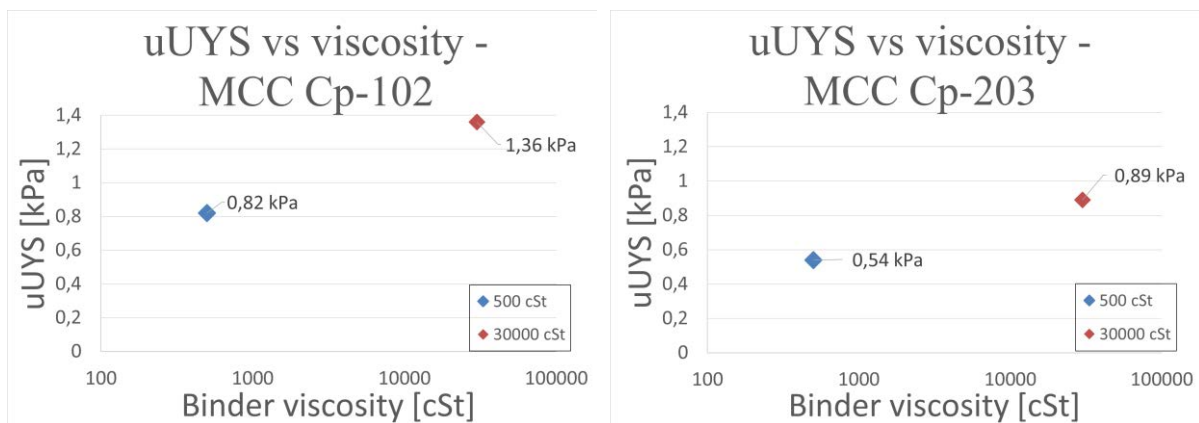 uUYS vs viscosity -
MCC Cp-102
1,4
1,2
1
0,8
0,6
0,4
0,2
0
uUYS [kPa]
1,36 kPa
0,82 kPa
500 cSt
30000 cSt
100
1000
10000
100000
Binder viscosity [cSt]
uUYS vs viscosity -
MCC Cp-203
1,4
1,2
1
0,8
0,6
0,4
0,2
0
uUYS [kPa]
0,89 kPa
0,54 kPa
500 cSt
30000 cSt
100
1000
10000
100000
Binder viscosity [cSt]